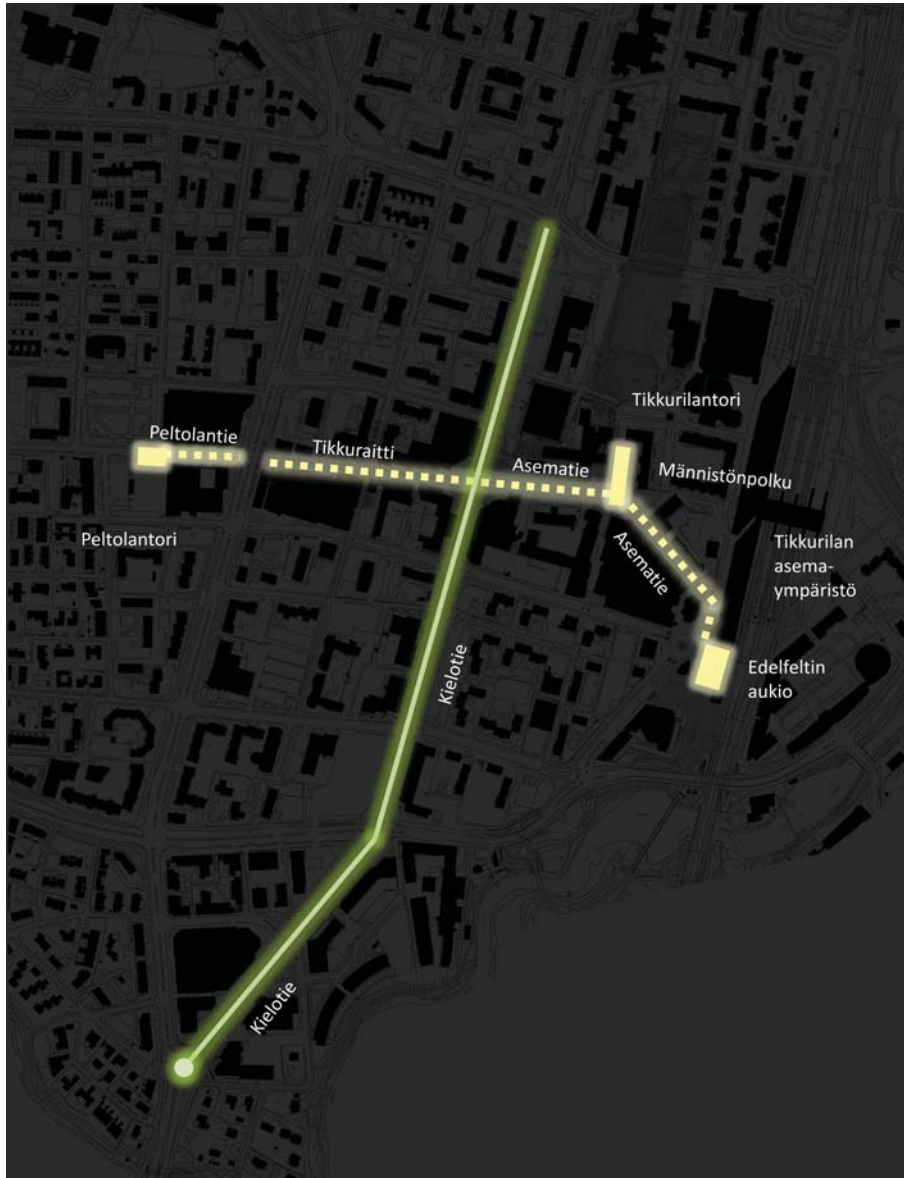 Tikkurilantori
Peltolantie
Tikkuraitti
Asematie
Männistönpolku
Peltolantori
Asematie
Tikkurilan
asema-
ympäristö
Kielotie
Edelfeltin
aukio
Kielotie